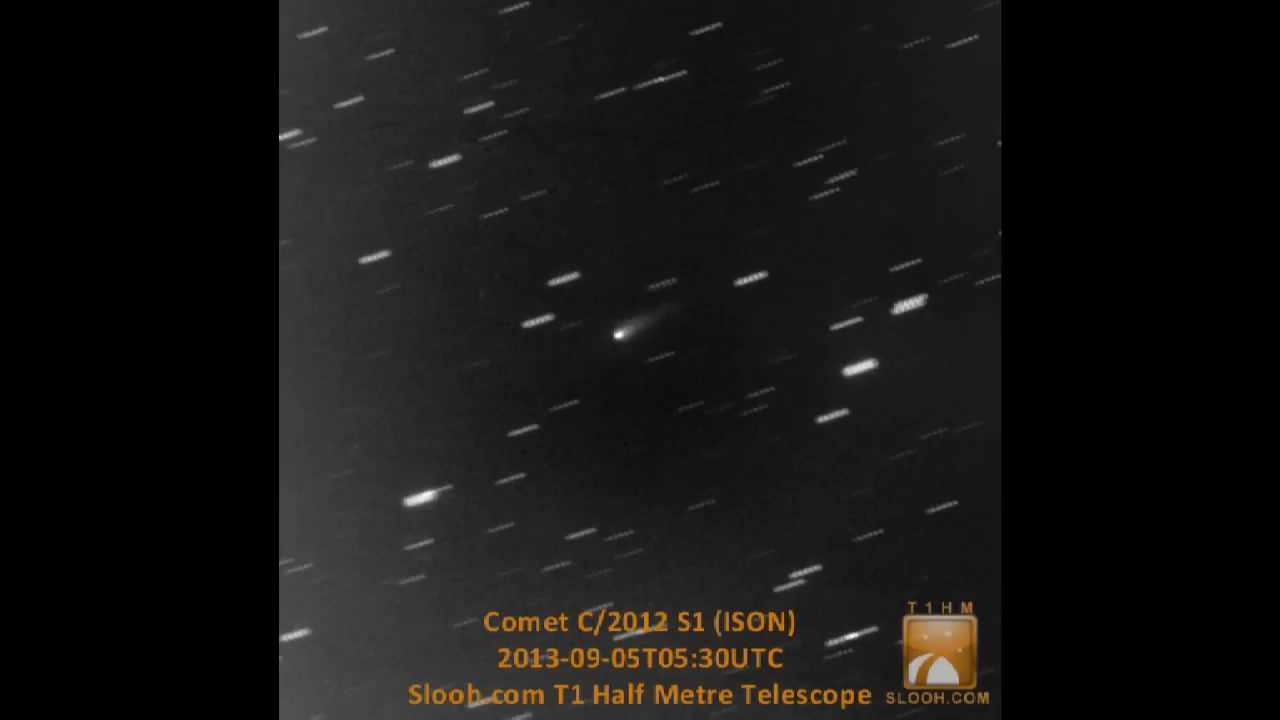 Comet C/2012 S1 (ISON)
2013-09-05T05:30UTC
Slooh.com T1 Half Metre Telescope
T1HM
SLOOH.COM